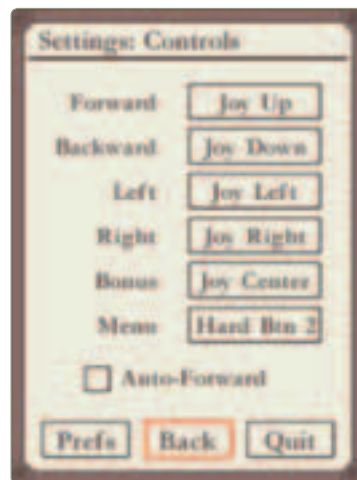 Settings: Controls
Forward Joy Up
Backward Joy Down
Left Joy Left
Right Joy Right
Bonus Joy Center
Menu Hard Btn 2
Auto-Forward
Prefs Back Quit